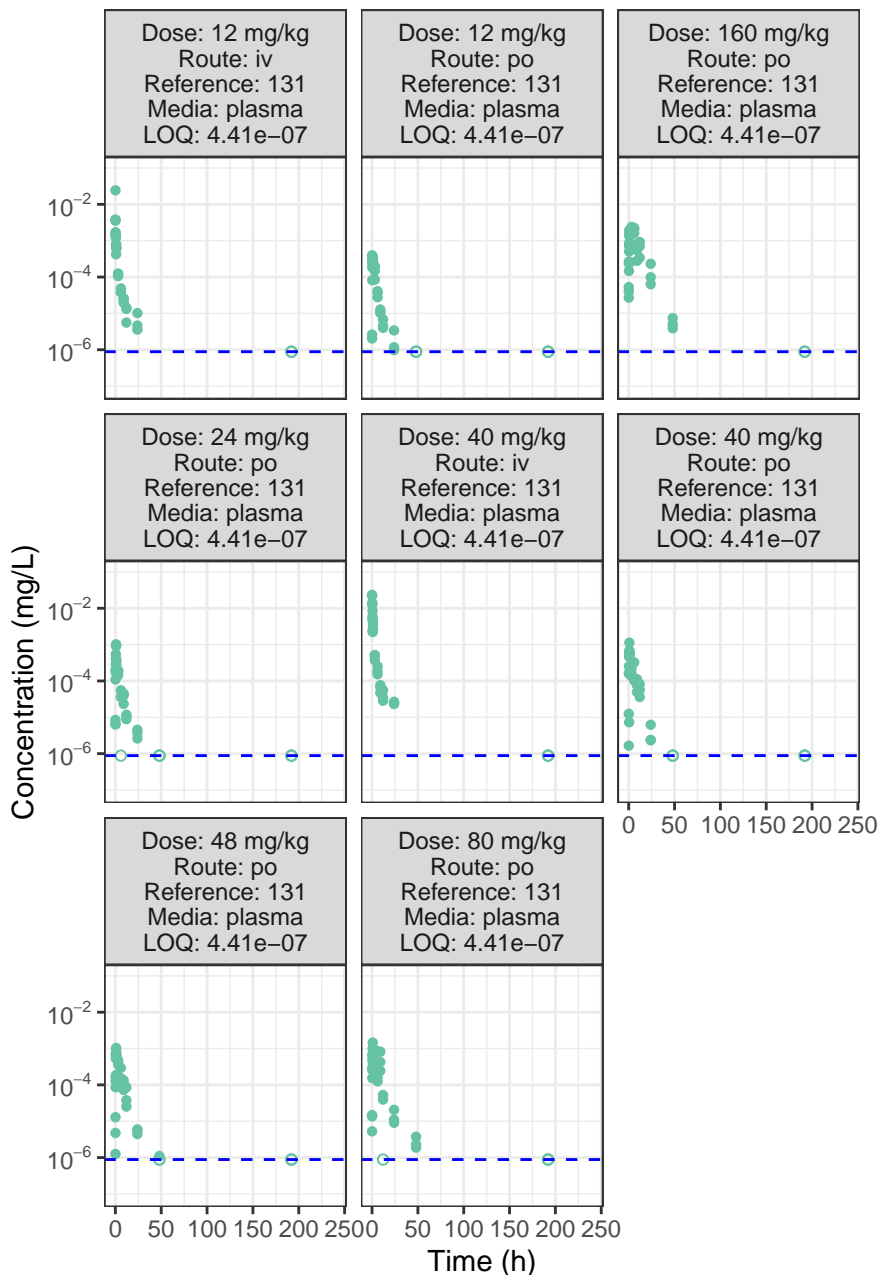 Dose: 12 mg/kg
Route: iv
Reference: 131
Media: plasma
LOQ: 4.41e−07
Dose: 12 mg/kg
Route: po
Reference: 131
Media: plasma
LOQ: 4.41e−07
Dose: 160 mg/kg
Route: po
Reference: 131
Media: plasma
LOQ: 4.41e−07
10⁻²
10⁻⁴
10⁻⁶
Dose: 24 mg/kg
Route: po
Reference: 131
Media: plasma
LOQ: 4.41e−07
Dose: 40 mg/kg
Route: iv
Reference: 131
Media: plasma
LOQ: 4.41e−07
Dose: 40 mg/kg
Route: po
Reference: 131
Media: plasma
LOQ: 4.41e−07
Concentration (mg/L)
10⁻²
10⁻⁴
10⁻⁶
0 50 100 150 200 250
Dose: 48 mg/kg
Route: po
Reference: 131
Media: plasma
LOQ: 4.41e−07
Dose: 80 mg/kg
Route: po
Reference: 131
Media: plasma
LOQ: 4.41e−07
10⁻²
10⁻⁴
10⁻�6
0 50 100 150 200 250
0 50 100 150 200 250
Time (h)